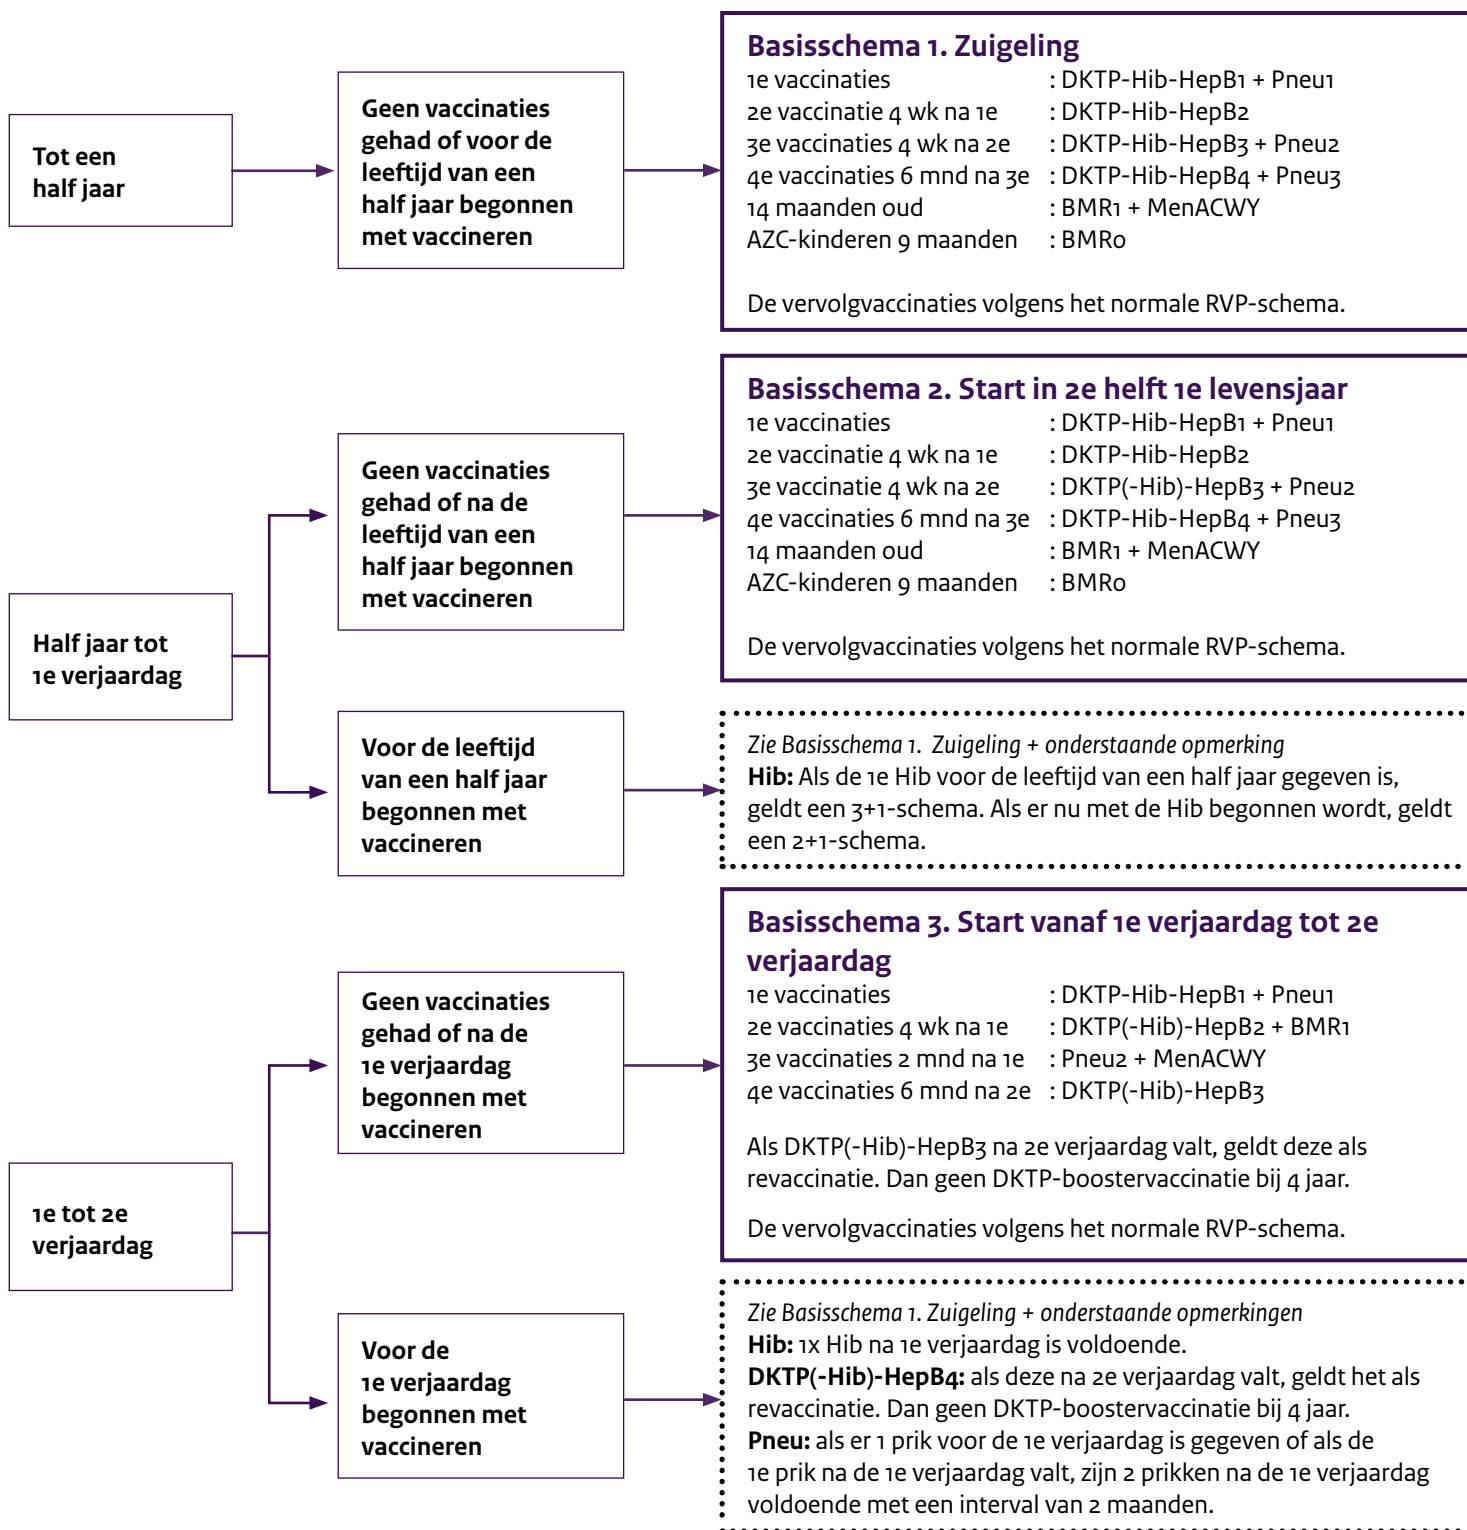 Tot een
half jaar
Geen vaccinaties
gehad of voor de
leeftijd van een
half jaar begonnen
met vaccineren
Basisschema 1. Zuigeling
1e vaccinaties : DKTP-Hib-HepB1 + Pneu1
2e vaccinatie 4 wk na 1e : DKTP-Hib-HepB2
3e vaccinaties 4 wk na 2e : DKTP-Hib-HepB3 + Pneu2
4e vaccinaties 6 mnd na 3e : DKTP-Hib-HepB4 + Pneu3
14 maanden oud : BMR1 + MenACWY
AZC-kinderen 9 maanden : BMR0
De vervolgvaccinaties volgens het normale RVP-schema.
Half jaar tot
1e verjaardag
Geen vaccinaties
gehad of na de
leeftijd van een
half jaar begonnen
met vaccineren
Basisschema 2. Start in 2e helft 1e levensjaar
1e vaccinaties : DKTP-Hib-HepB1 + Pneu1
2e vaccinatie 4 wk na 1e : DKTP-Hib-HepB2
3e vaccinatie 4 wk na 2e : DKTP(-Hib)-HepB3 + Pneu2
4e vaccinaties 6 mnd na 3e : DKTP-Hib-HepB4 + Pneu3
14 maanden oud : BMR1 + MenACWY
AZC-kinderen 9 maanden : BMR0
De vervolgvaccinaties volgens het normale RVP-schema.
Voor de leeftijd
van een half jaar
begonnen met
vaccineren
Zie Basisschema 1. Zuigeling + onderstaande opmerking
Hib: Als de 1e Hib voor de leeftijd van een half jaar gegeven is,
geldt een 3+1-schema. Als er nu met de Hib begonnen wordt, geldt
een 2+1-schema.
1e tot 2e
verjaardag
Geen vaccinaties
gehad of na de
1e verjaardag
begonnen met
vaccineren
Basisschema 3. Start vanaf 1e verjaardag tot 2e
verjaardag
1e vaccinaties : DKTP-Hib-HepB1 + Pneu1
2e vaccinaties 4 wk na 1e : DKTP(-Hib)-HepB2 + BMR1
3e vaccinaties 2 mnd na 1e : Pneu2 + MenACWY
4e vaccinaties 6 mnd na 2e : DKTP(-Hib)-HepB3
Als DKTP(-Hib)-HepB3 na 2e verjaardag valt, geldt deze als
revaccinatie. Dan geen DKTP-boostervaccinatie bij 4 jaar.
De vervolgvaccinaties volgens het normale RVP-schema.
Voor de
1e verjaardag
begonnen met
vaccineren
Zie Basisschema 1. Zuigeling + onderstaande opmerkingen
Hib: 1x Hib na 1e verjaardag is voldoende.
DKTP(-Hib)-HepB4: als deze na 2e verjaardag valt, geldt het als
revaccinatie. Dan geen DKTP-boostervaccinatie bij 4 jaar.
Pneu: als er 1 prik voor de 1e verjaardag is gegeven of als de
1e prik na de 1e verjaardag valt, zijn 2 prikken na de 1e verjaardag
voldoende met een interval van 2 maanden.